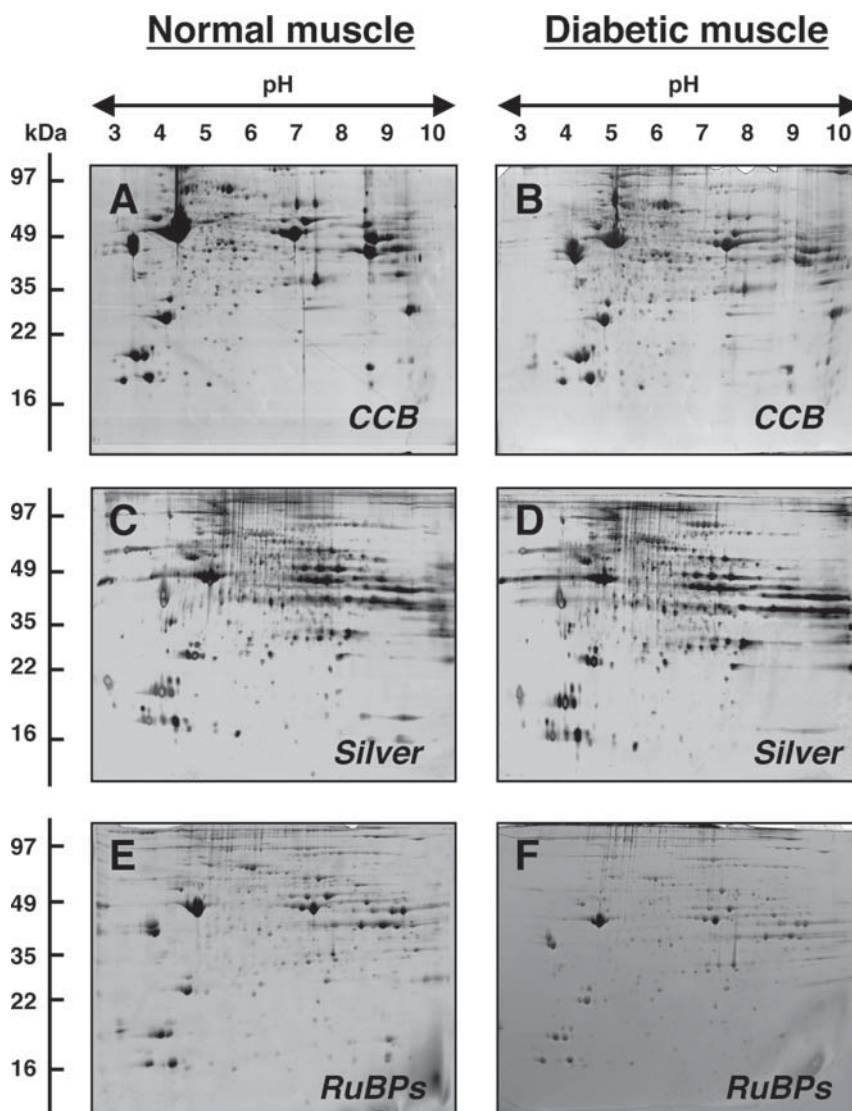 Normal muscle Diabetic muscle
pH pH
kDa 3 4 5 6 7 8 9 10 3 4 5 6 7 8 9 10
97
49
35
22
16
A
CCB
B
CCB
97
49
35
22
16
C
Silver
D
Silver
97
49
35
22
16
E
RuBPs
F
RuBPs